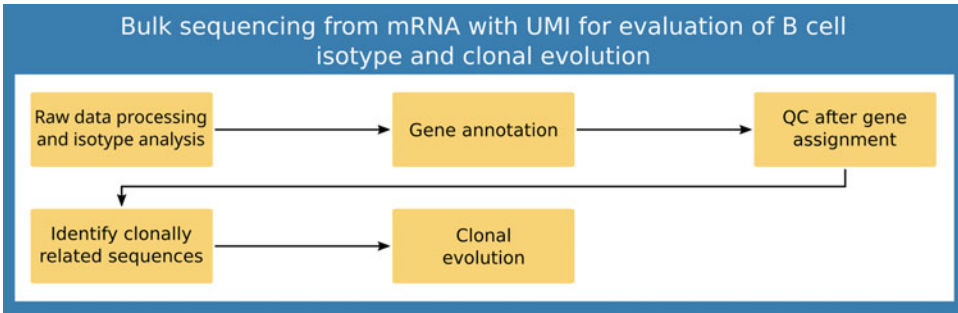 Bulk sequencing from mRNA with UMI for evaluation of B cell
isotype and clonal evolution
Raw data processing
and isotype analysis
Gene annotation
QC after gene
assignment
Identify clonally
related sequences
Clonal
evolution